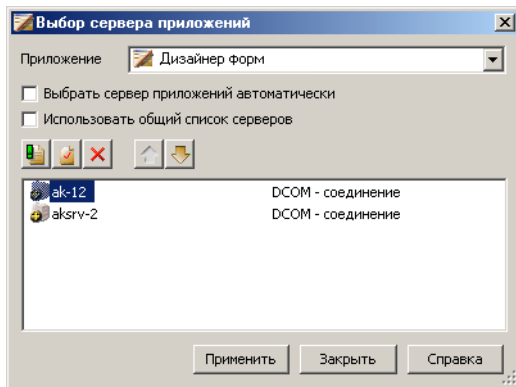 Выбор сервера приложений
Приложение Дизайнер форм
Выбрать сервер приложений автоматически
Использовать общий список серверов
ak-12 DCOM - соединение
aksrv-2 DCOM - соединение
Применить Закрыть Справка